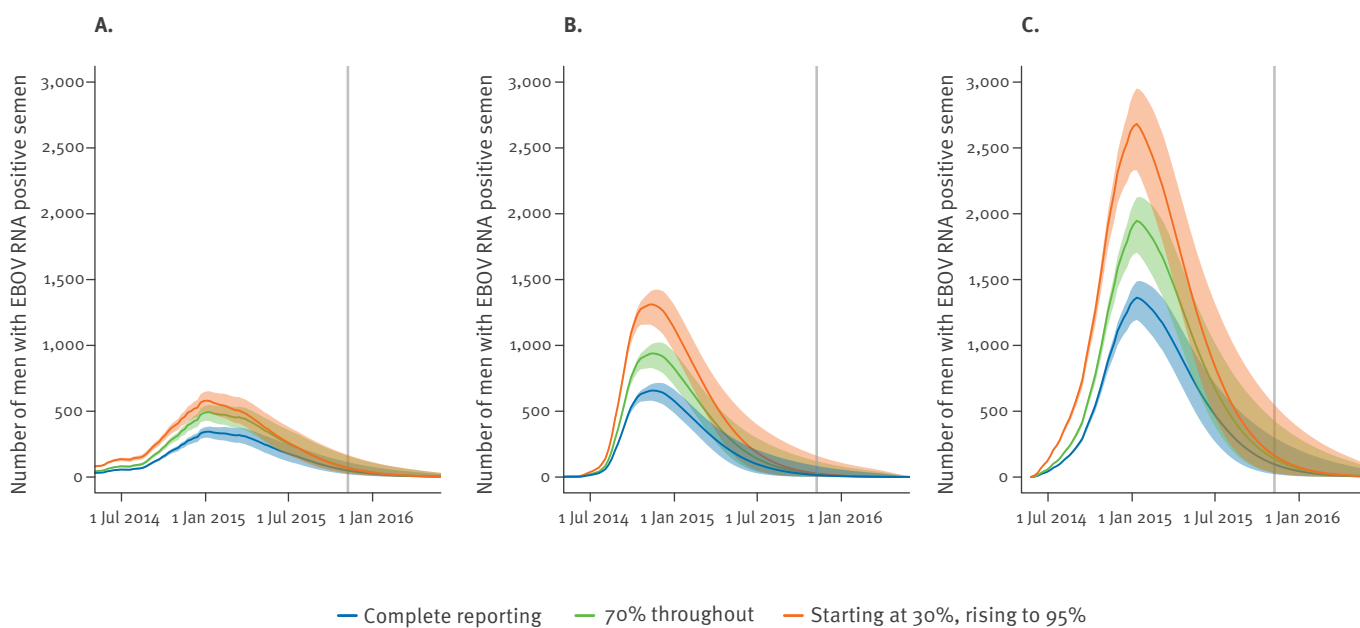 A.
Number of men with EBOV RNA positive semen
3,000
2,500
2,000
1,500
1,000
500
0
1 Jul 2014 1 Jan 2015 1 Jul 2015 1 Jan 2016
B.
Number of men with EBOV RNA positive semen
3,000
2,500
2,000
1,500
1,000
500
0
1 Jul 2014 1 Jan 2015 1 Jul 2015 1 Jan 2016
C.
Number of men with EBOV RNA positive semen
3,000
2,500
2,000
1,500
1,000
500
0
1 Jul 2014 1 Jan 2015 1 Jul 2015 1 Jan 2016
Complete reporting 70% throughout Starting at 30%, rising to 95%